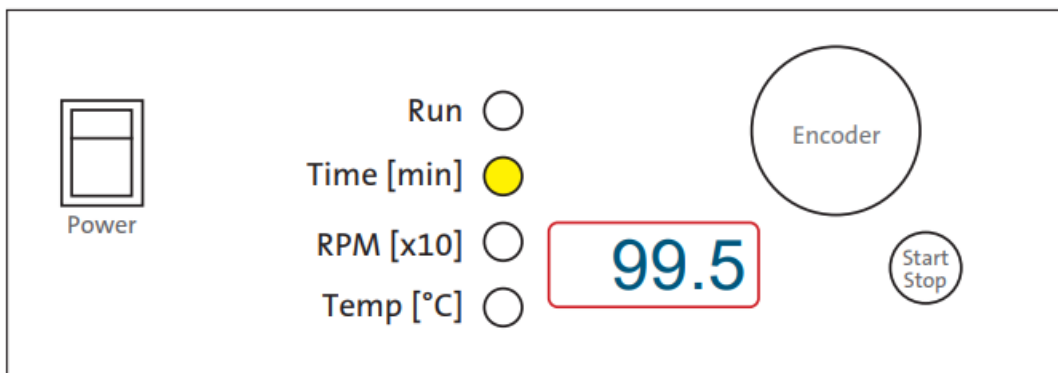 Run
Time [min]
RPM [x10]
Temp [°C]
Power
99.5
Encoder
Start
Stop